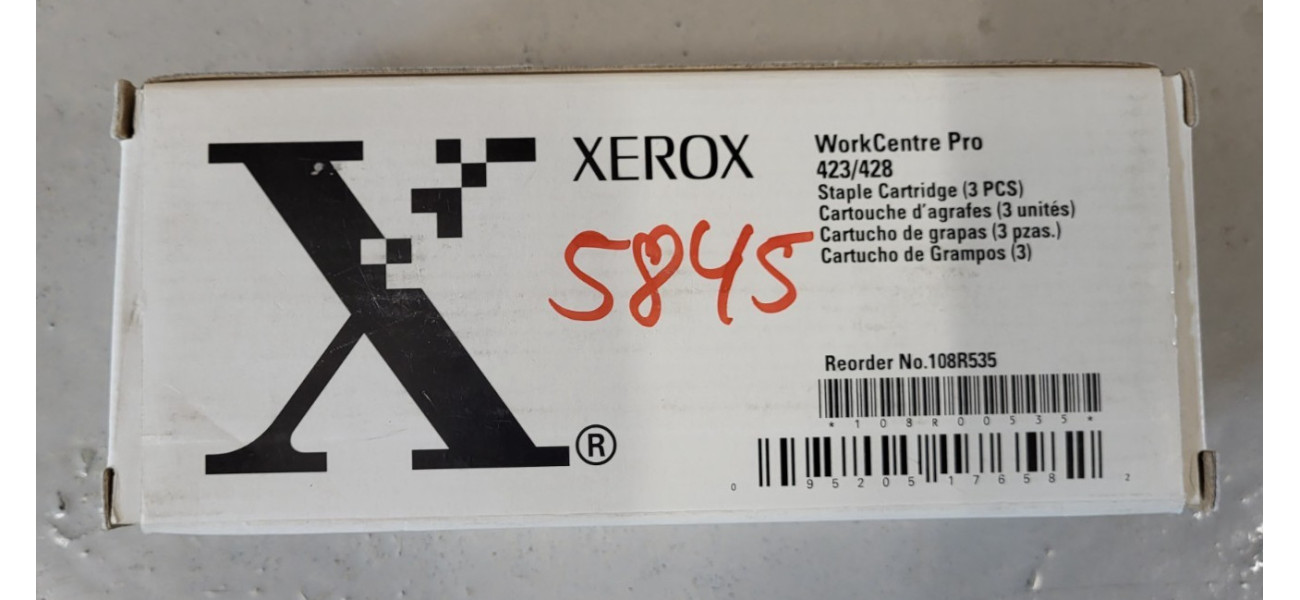 X®
XEROX
5845
WorkCentre Pro
423/428
Staple Cartridge (3 PCS)
Cartouche d'agrafes (3 unités)
Cartucho de grapas (3 pzas.)
Cartucho de Grampos (3)
Reorder No.108R535
*108R00535*
0 95205 17658 2